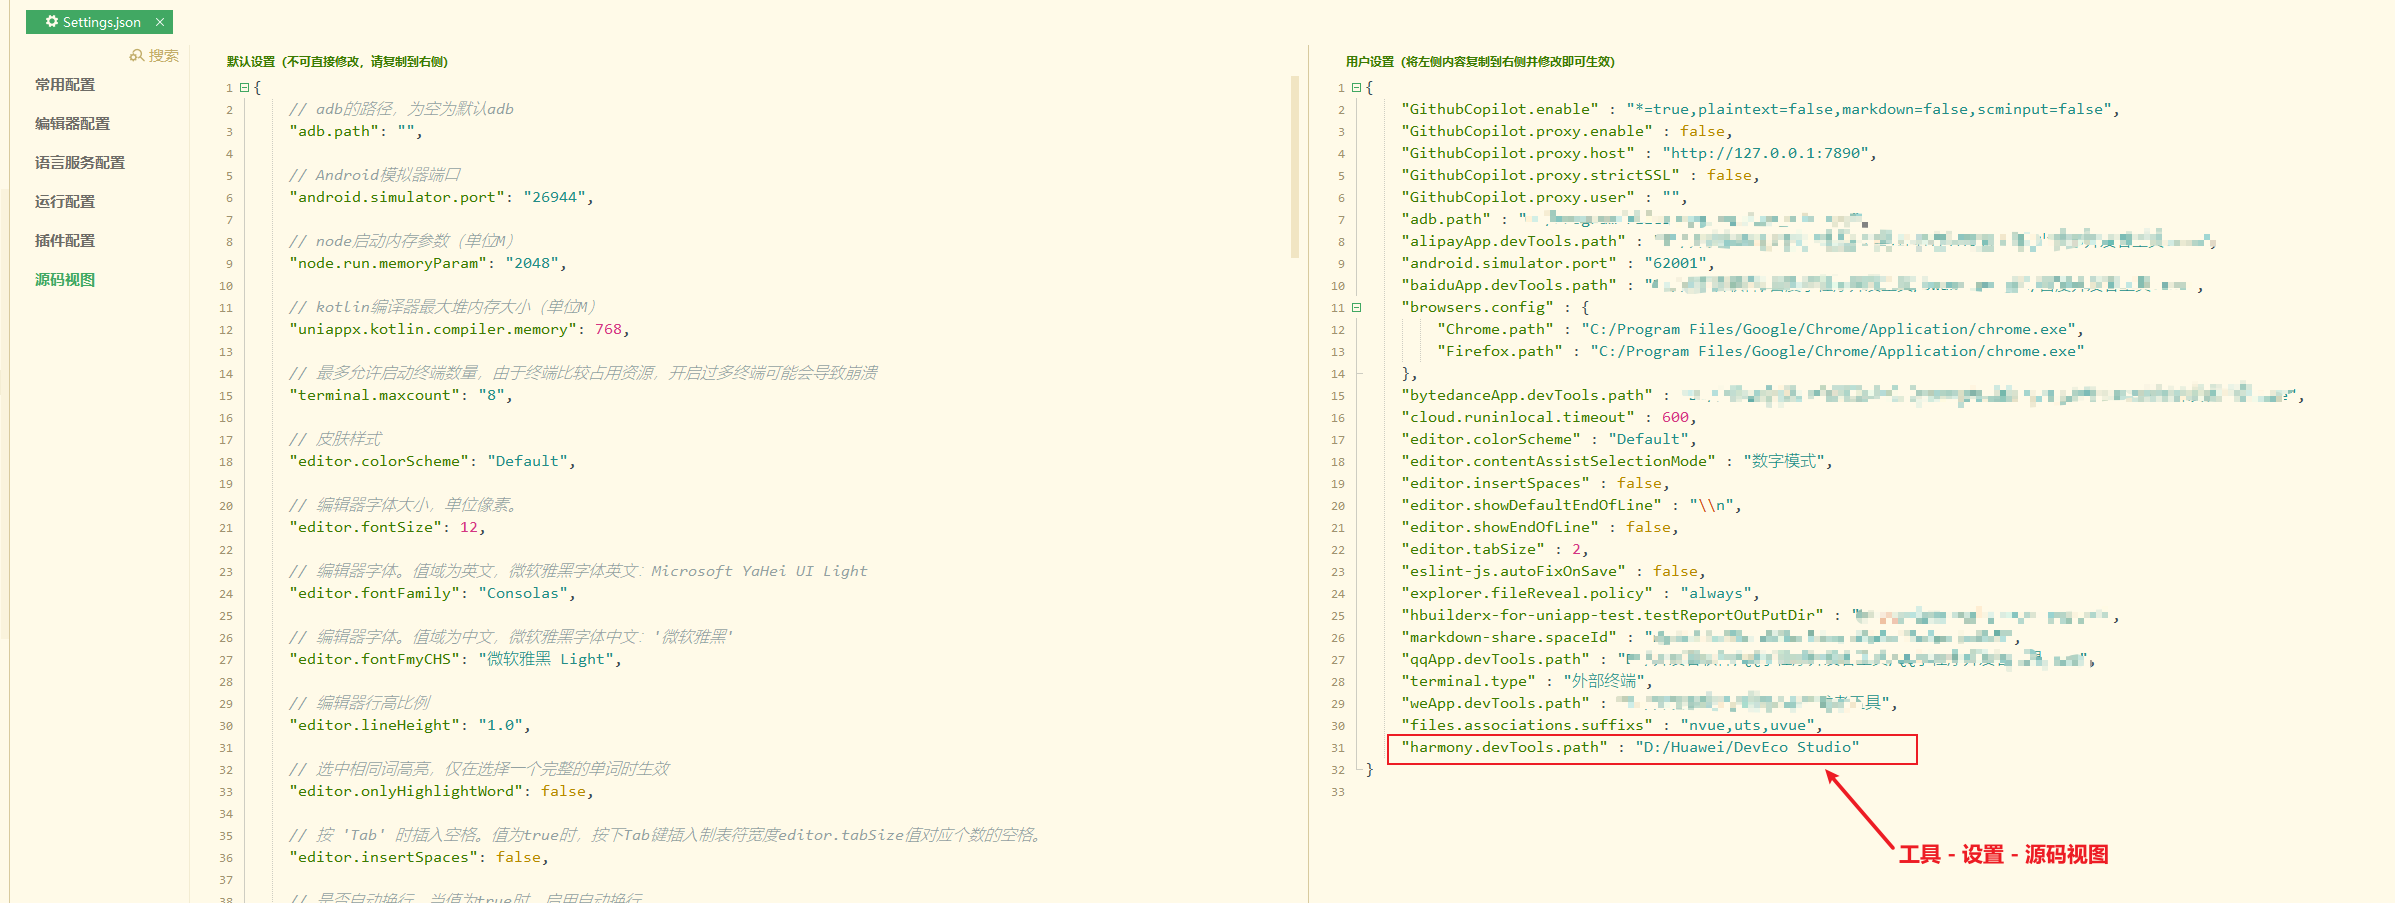 Settings.json ×
搜索
常用配置
编辑器配置
语言服务配置
运行配置
插件配置
源码视图
默认设置（不可直接修改，请复制到右侧）
1 {
2 // adb的路径，为空为默认adb
3 "adb.path": "",
4
5 // Android模拟器端口
6 "android.simulator.port": "26944",
7
8 // node启动内存参数（单位M）
9 "node.run.memoryParam": "2048",
10
11 // kotlin编译器最大堆内存大小（单位M）
12 "uniappx.kotlin.compiler.memory": 768,
13
14 // 最多允许启动终端数量，由于终端比较占用资源，开启过多终端可能会导致崩溃
15 "terminal.maxcount": "8",
16
17 // 皮肤样式
18 "editor.colorScheme": "Default",
19
20 // 编辑器字体大小，单位像素。
21 "editor.fontSize": 12,
22
23 // 编辑器字体。值域为英文，微软雅黑字体英文：Microsoft YaHei UI Light
24 "editor.fontFamily": "Consolas",
25
26 // 编辑器字体。值域为中文，微软雅黑字体中文：'微软雅黑'
27 "editor.fontFmyCHS": "微软雅黑 Light",
28
29 // 编辑器行高比例
30 "editor.lineHeight": "1.0",
31
32 // 选中相同词高亮，仅在选择一个完整的单词时生效
33 "editor.onlyHighlightWord": false,
34
35 // 按 'Tab' 时插入空格。值为true时，按下Tab键插入制表符宽度editor.tabSize值对应个数的空格。
36 "editor.insertSpaces": false,
37
38 // 是否自动换行，当值为true时，启用自动换行
用户设置（将左侧内容复制到右侧并修改即可生效）
1 {
2 "GithubCopilot.enable" : "*=true,plaintext=false,markdown=false,scminput=false",
3 "GithubCopilot.proxy.enable" : false,
4 "GithubCopilot.proxy.host" : "http://127.0.0.1:7890",
5 "GithubCopilot.proxy.strictSSL" : false,
6 "GithubCopilot.proxy.user" : "",
7 "adb.path" : "
8 "alipayApp.devTools.path" :
9 "android.simulator.port" : "62001",
10 "baiduApp.devTools.path" : " ,
11 "browsers.config" : {
12 "Chrome.path" : "C:/Program Files/Google/Chrome/Application/chrome.exe",
13 "Firefox.path" : "C:/Program Files/Google/Chrome/Application/chrome.exe"
14 },
15 "bytedanceApp.devTools.path" : ",
16 "cloud.runinlocal.timeout" : 600,
17 "editor.colorScheme" : "Default",
18 "editor.contentAssistSelectionMode" : "数字模式",
19 "editor.insertSpaces" : false,
20 "editor.showDefaultEndOfLine" : "\\n",
21 "editor.showEndOfLine" : false,
22 "editor.tabSize" : 2,
23 "eslint-js.autoFixOnSave" : false,
24 "explorer.fileReveal.policy" : "always",
25 "hbuilderx-for-uniapp-test.testReportOutPutDir" : " ,
26 "markdown-share.spaceId" : " ,
27 "qqApp.devTools.path" : " ",
28 "terminal.type" : "外部终端",
29 "weApp.devTools.path" : 工具",
30 "files.associations.suffixs" : "nvue,uts,uvue",
31 "harmony.devTools.path" : "D:/Huawei/DevEco Studio"
32 }
33
工具 - 设置 - 源码视图